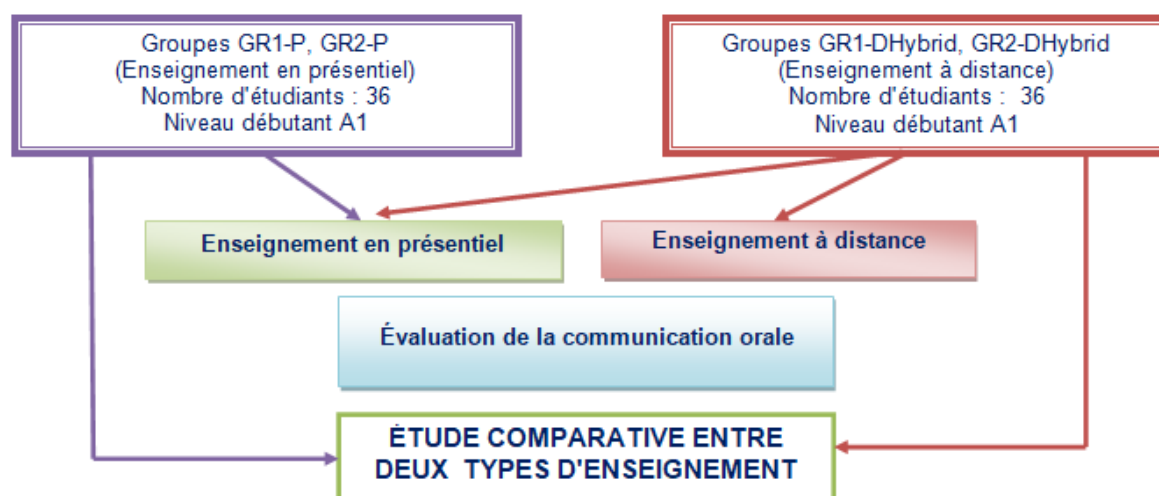 Groupes GR1-P, GR2-P
(Enseignement en présentiel)
Nombre d'étudiants : 36
Niveau débutant A1
Groupes GR1-DHybrid, GR2-DHybrid
(Enseignement à distance)
Nombre d'étudiants : 36
Niveau débutant A1
Enseignement en présentiel
Enseignement à distance
Évaluation de la communication orale
ÉTUDE COMPARATIVE ENTRE
DEUX TYPES D'ENSEIGNEMENT